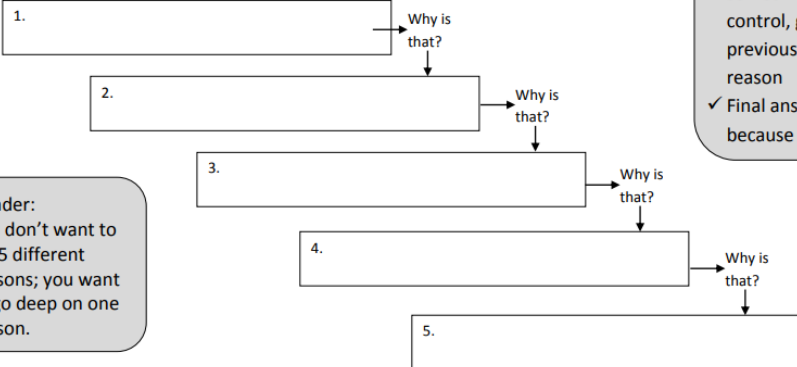 1.
Why is
that?
2.
Why is
that?
3.
Why is
that?
4.
Why is
that?
5.
control,
previous
reason
✓ Final ans
because
der:
don’t want to
5 different
sons; you want
o deep on one
son.